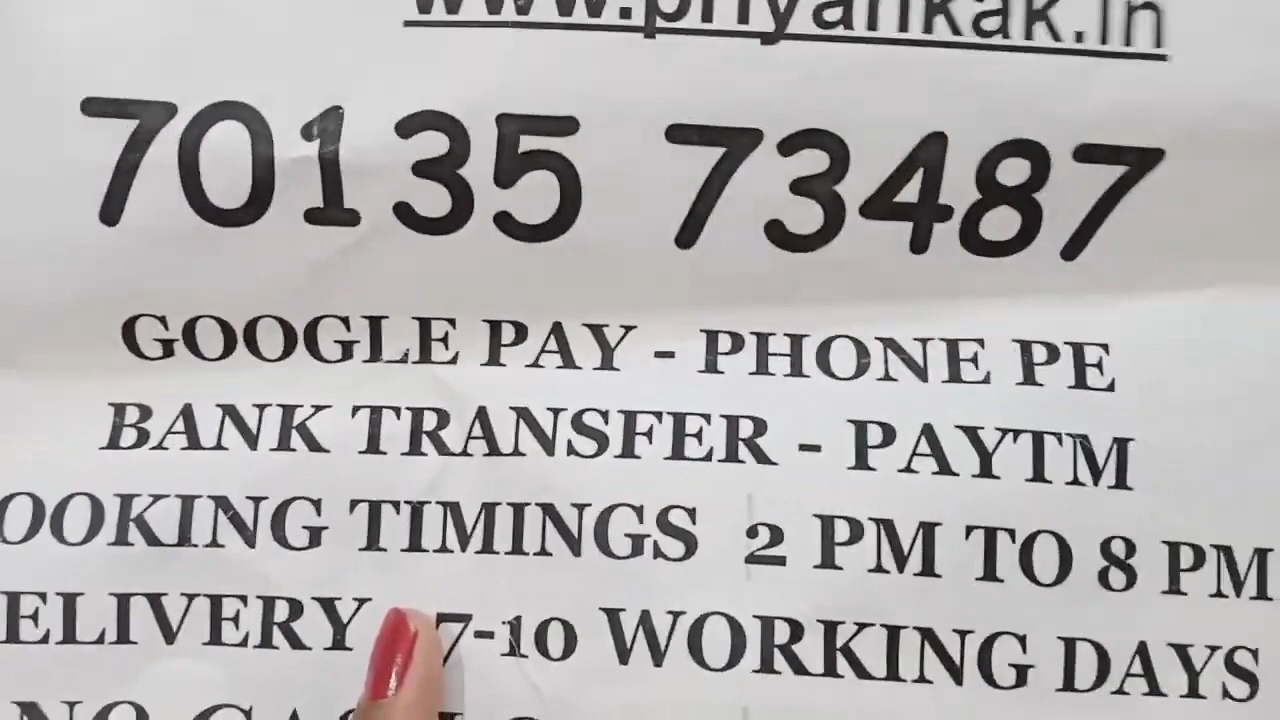 www.priyankak.in
70135 73487
GOOGLE PAY - PHONE PE
BANK TRANSFER - PAYTM
OOKING TIMINGS 2 PM TO 8 PM
ELIVERY 7-10 WORKING DAYS
NO